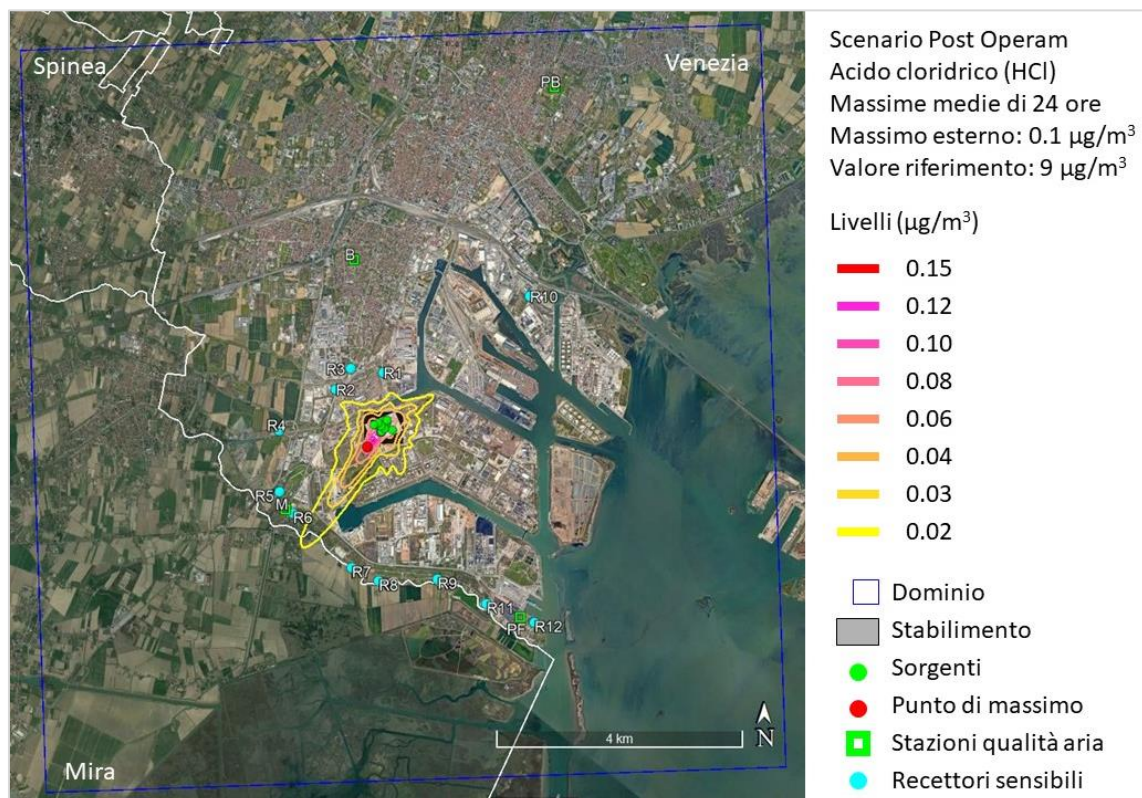 Spinea
Venezia
PB
B
R10
R3
R1
R2
R4
R5
M
R6
R7
R8
R9
R11
PF
R12
4 km
N
Mira
Scenario Post Operam
Acido cloridrico (HCl)
Massime medie di 24 ore
Massimo esterno: 0.1 µg/m³
Valore riferimento: 9 µg/m³
Livelli (µg/m³)
0.15
0.12
0.10
0.08
0.06
0.04
0.03
0.02
Dominio
Stabilimento
Sorgenti
Punto di massimo
Stazioni qualità aria
Recettori sensibili